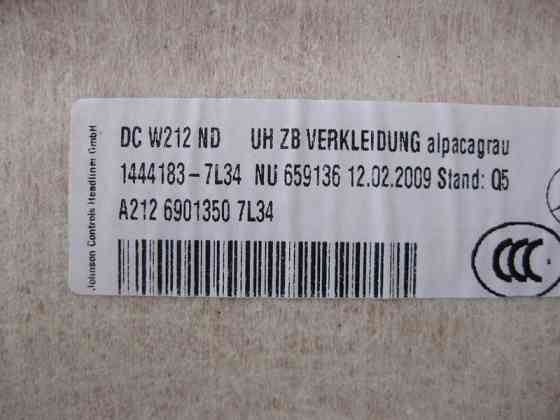 DC W212 ND UH ZB VERKLEIDUNG alpacagrau
1444183-7L34 NU 659136 12.02.2009 Stand: Q5
A212 6901350 7L34
Johnson Controls Headliner GmbH
CCC